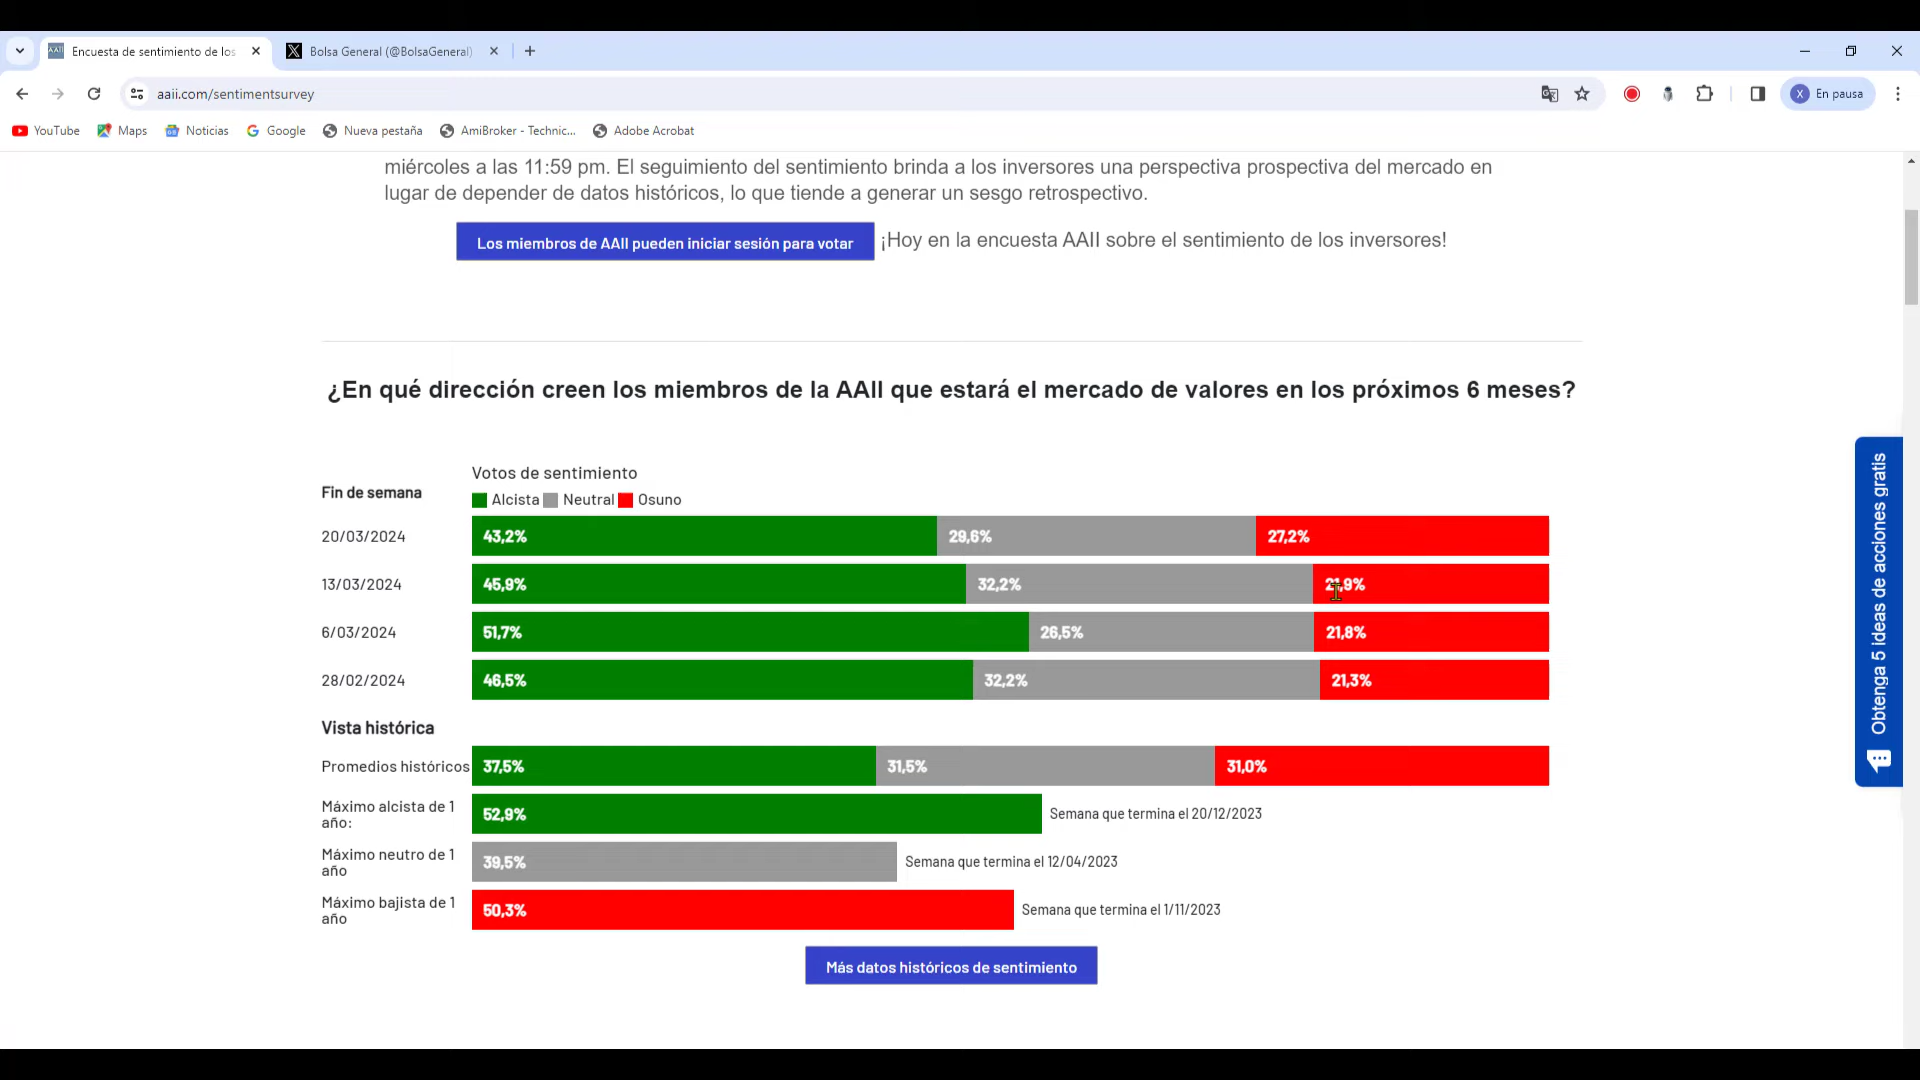 Encuesta de sentimiento de los
Bolsa General (@BolsaGeneral)
aaii.com/sentimentsurvey
En pausa
YouTube
Maps
Noticias
Google
Nueva pestaña
AmiBroker - Technic...
Adobe Acrobat
miércoles a las 11:59 pm. El seguimiento del sentimiento brinda a los inversores una perspectiva prospectiva del mercado en
lugar de depender de datos históricos, lo que tiende a generar un sesgo retrospectivo.
Los miembros de AAII pueden iniciar sesión para votar ¡Hoy en la encuesta AAII sobre el sentimiento de los inversores!
¿En qué dirección creen los miembros de la AAII que estará el mercado de valores en los próximos 6 meses?
Votos de sentimiento
Fin de semana
Alcista Neutral Osuno
20/03/2024 43,2% 29,6% 27,2%
13/03/2024 45,9% 32,2% 21,9%
6/03/2024 51,7% 26,5% 21,8%
28/02/2024 46,5% 32,2% 21,3%
Vista histórica
Promedios históricos 37,5% 31,5% 31,0%
Máximo alcista de 1
año:
52,9% Semana que termina el 20/12/2023
Máximo neutro de 1
año
39,5% Semana que termina el 12/04/2023
Máximo bajista de 1
año
50,3% Semana que termina el 1/11/2023
Más datos históricos de sentimiento
Obtenga 5 ideas de acciones gratis